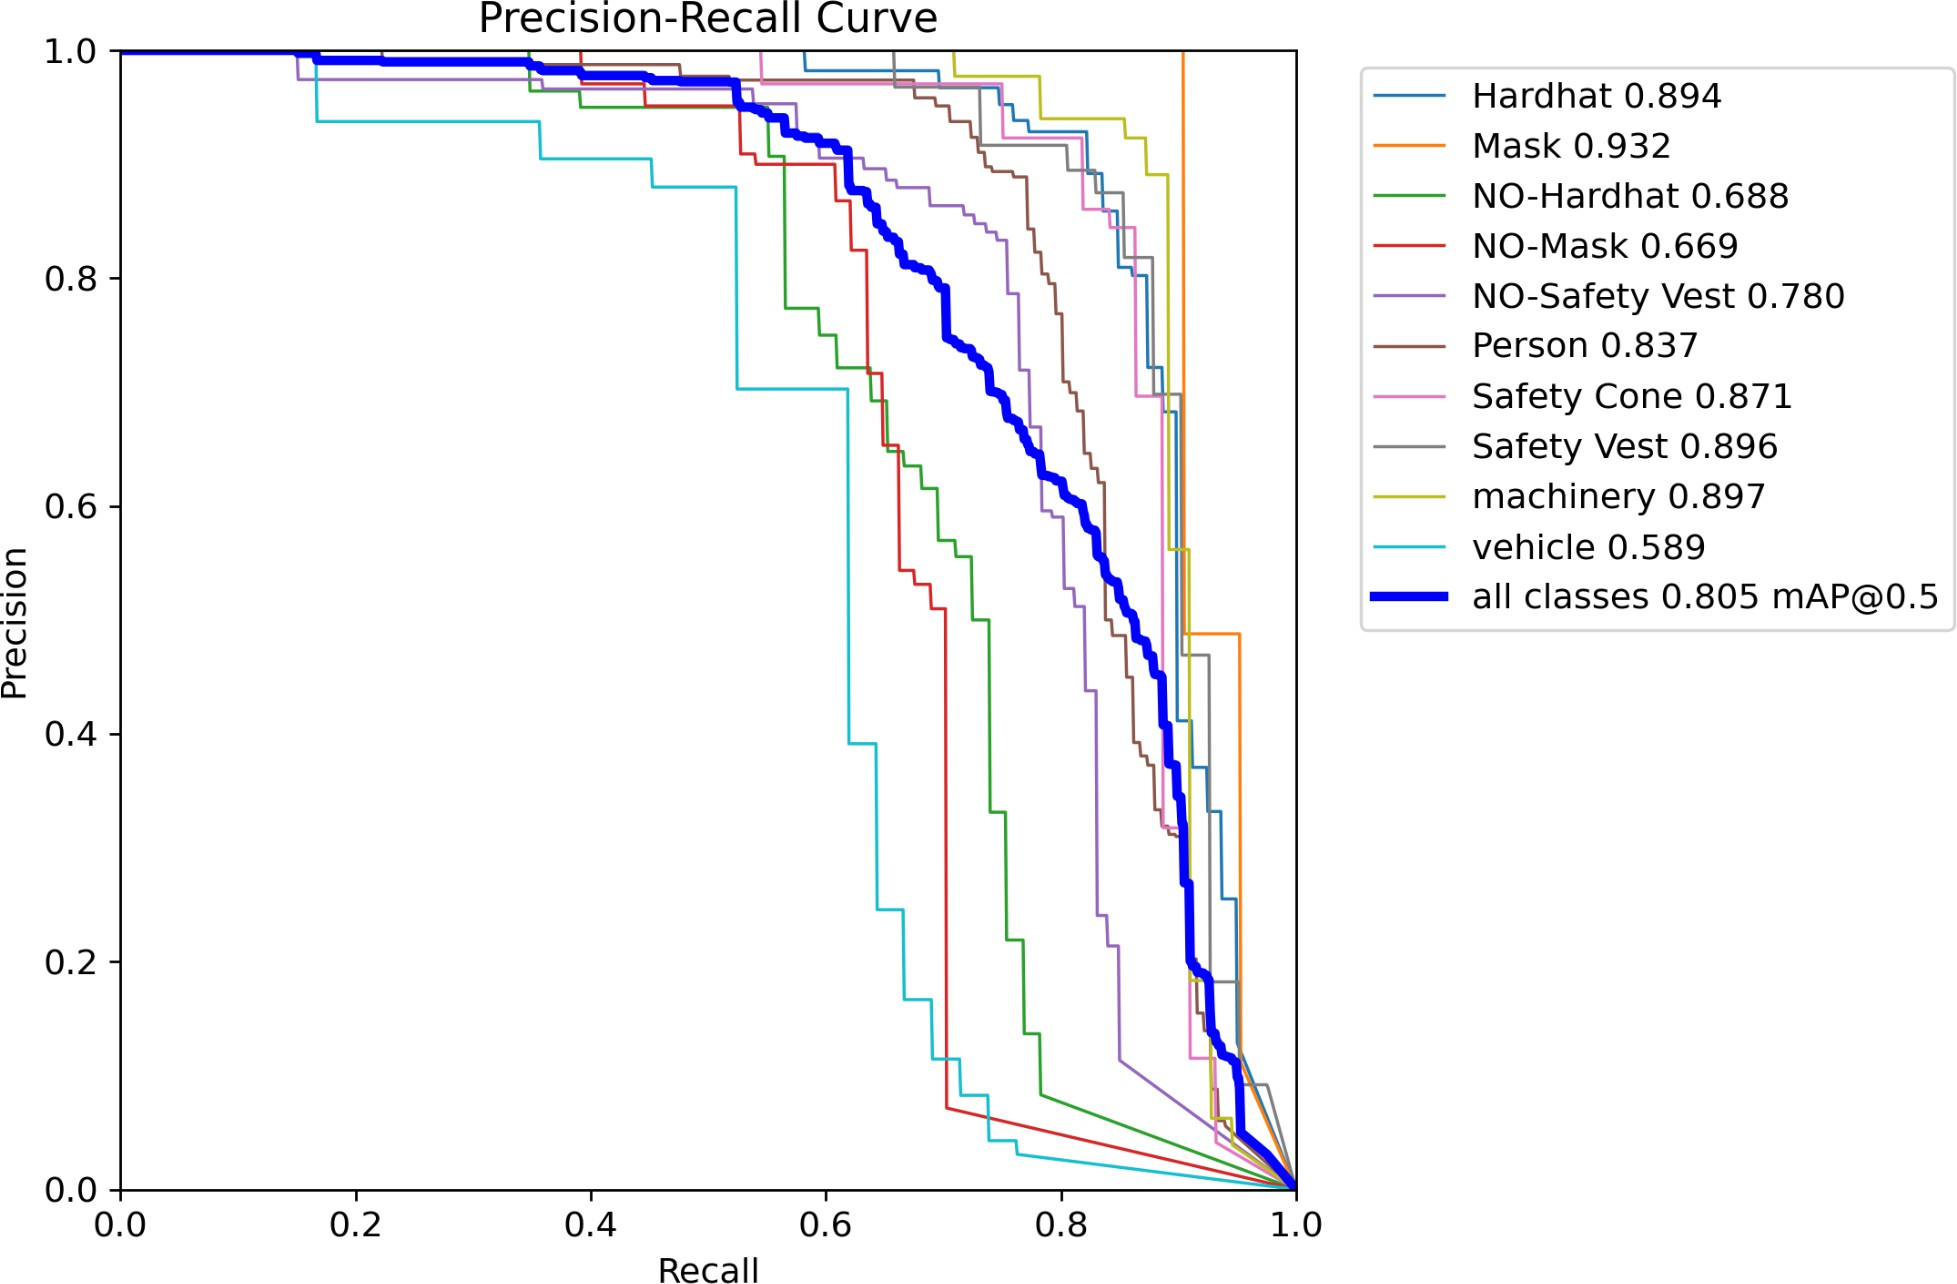 Precision-Recall Curve
1.0
0.8
0.6
0.4
0.2
0.0
Precision
0.0 0.2 0.4 0.6 0.8 1.0
Recall
Hardhat 0.894
Mask 0.932
NO-Hardhat 0.688
NO-Mask 0.669
NO-Safety Vest 0.780
Person 0.837
Safety Cone 0.871
Safety Vest 0.896
machinery 0.897
vehicle 0.589
all classes 0.805 mAP@0.5